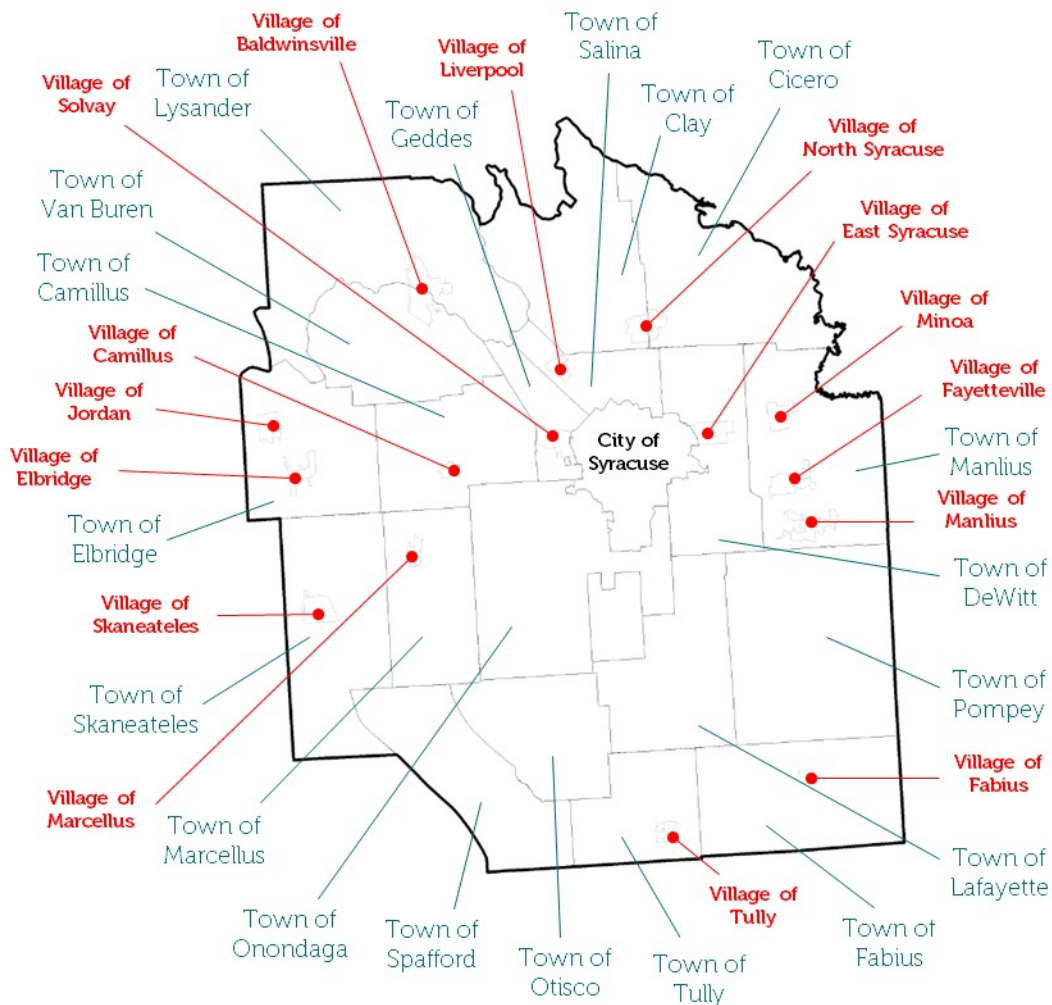 Village of
Baldwinsville
Town of
Salina
Village of
Liverpool
Town of
Cicero
Village of
Solvay
Town of
Lysander
Town of
Geddes
Town of
Clay
Village of
North Syracuse
Town of
Van Buren
Village of
East Syracuse
Town of
Camillus
Village of
Minoa
Village of
Camillus
Village of
Fayetteville
Village of
Jordan
City of
Syracuse
Town of
Manlius
Village of
Elbridge
Village of
Manlius
Town of
Elbridge
Town of
DeWitt
Village of
Skaneateles
Town of
Skaneateles
Town of
Pompey
Village of
Marcellus
Village of
Fabius
Town of
Marcellus
Town of
Lafayette
Village of
Tully
Town of
Onondaga
Town of
Spafford
Town of
Otisco
Town of
Tully
Town of
Fabius